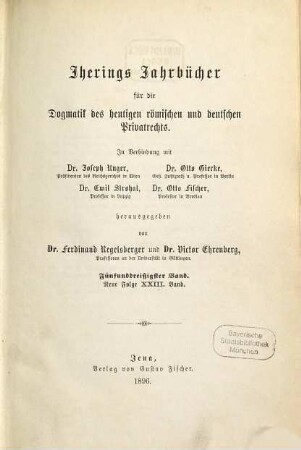 Iherings Jahrbücher
für die
Dogmatik des heutigen römischen und deutschen
Privatrechts.
In Verbindung mit
Dr. Joseph Unger, Dr. Otto Gierke,
Präsidenten des Reichsgerichts in Wien Geh. Justizrath u. Professor in Berlin
Dr. Emil Strohal, Dr. Otto Fischer,
Professor in Leipzig Professor in Breslau
herausgegeben
von
Dr. Ferdinand Regelsberger und Dr. Victor Ehrenberg,
Professoren an der Universität in Göttingen.
Fünfunddreißigster Band.
Neue Folge XXIII. Band.
Bayerische
Staatsbibliothek
München
Jena,
Verlag von Gustav Fischer.
1896.